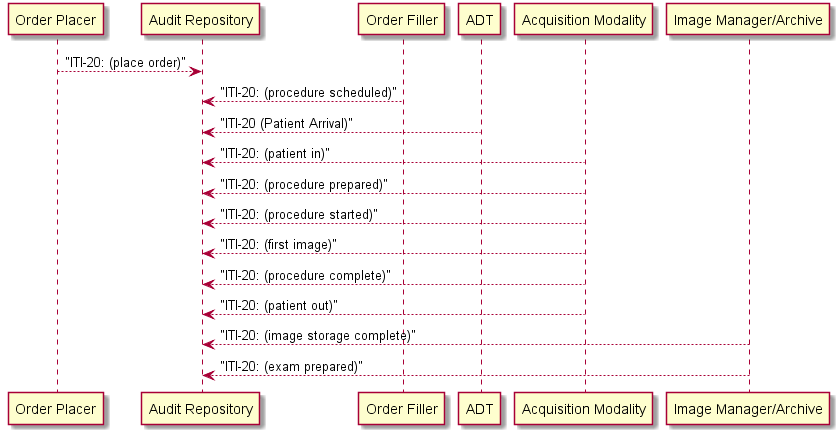 Order Placer
Audit Repository
Order Filler
ADT
Acquisition Modality
Image Manager/Archive
"ITI-20: (place order)"
"ITI-20: (procedure scheduled)"
"ITI-20 (Patient Arrival)"
"ITI-20: (patient in)"
"ITI-20: (procedure prepared)"
"ITI-20: (procedure started)"
"ITI-20: (first image)"
"ITI-20: (procedure complete)"
"ITI-20: (patient out)"
"ITI-20: (image storage complete)"
"ITI-20: (exam prepared)"
Order Placer
Audit Repository
Order Filler
ADT
Acquisition Modality
Image Manager/Archive